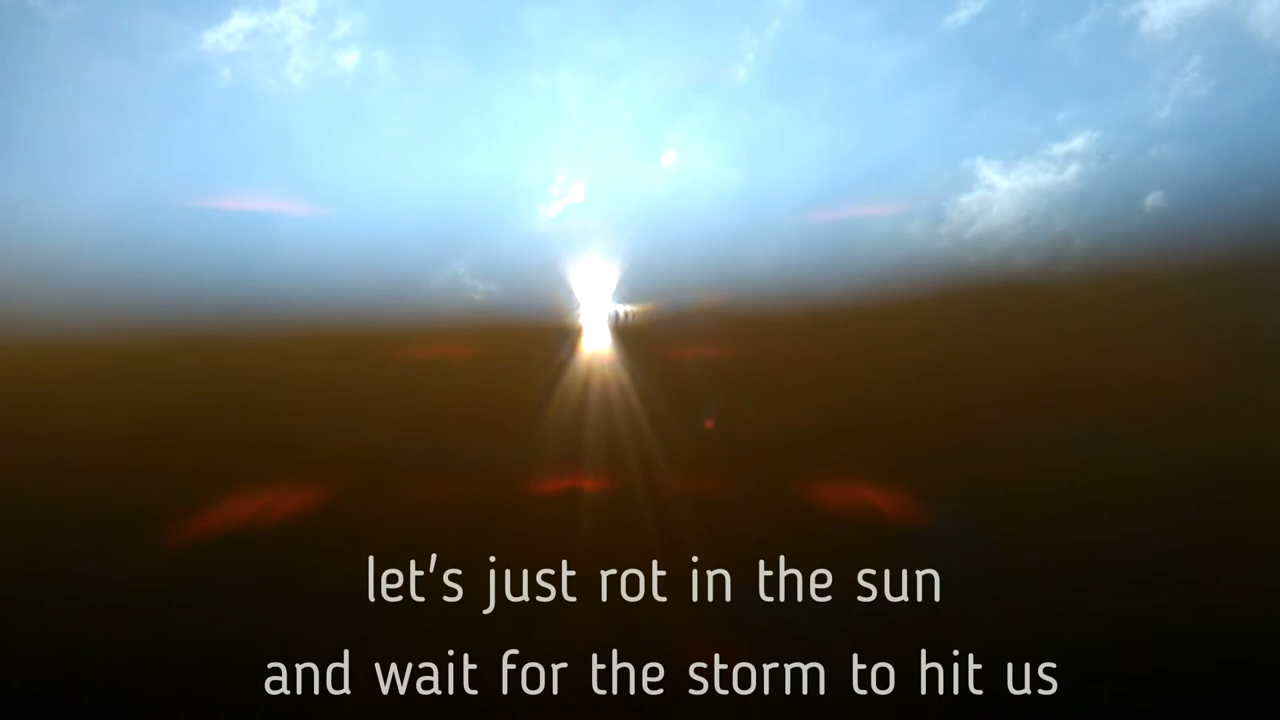 let's just rot in the sun
and wait for the storm to hit us